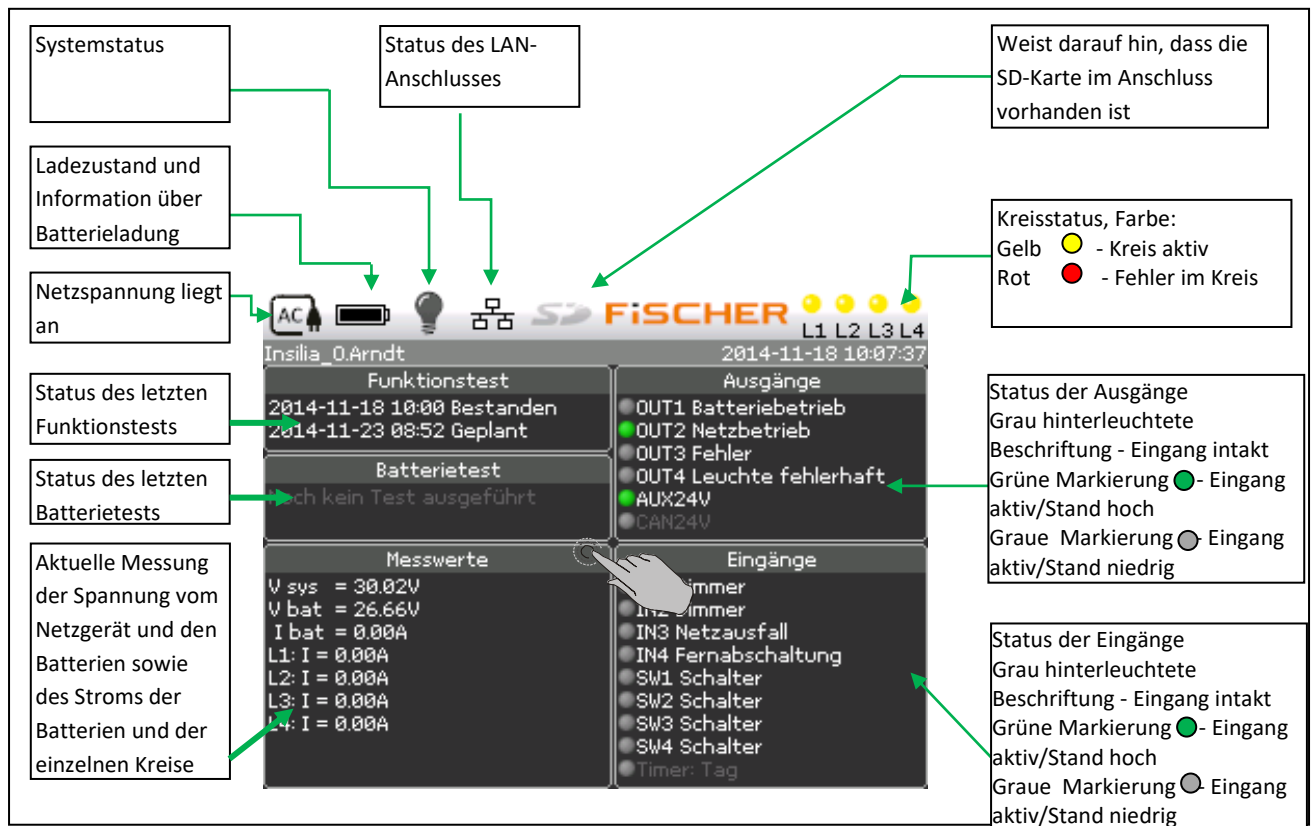 Systemstatus
Status des LAN-
Anschlusses
Weist darauf hin, dass die
SD-Karte im Anschluss
vorhanden ist
Ladezustand und
Information über
Batterieladung
Kreisstatus, Farbe:
Gelb - Kreis aktiv
Rot - Fehler im Kreis
Netzspannung liegt
an
AC
SD
FiSCHER
L1 L2 L3 L4
Insilia_O.Arndt
2014-11-18 10:07:37
Status des letzten
Funktionstests
Funktionstest
2014-11-18 10:00 Bestanden
2014-11-23 08:52 Geplant
Status des letzten
Batterietests
Batterietest
Noch kein Test ausgeführt
Ausgänge
OUT1 Batteriebetrieb
OUT2 Netzbetrieb
OUT3 Fehler
OUT4 Leuchte fehlerhaft
AUX24V
CAN24V
Status der Ausgänge
Grau hinterleuchtete
Beschriftung - Eingang intakt
Grüne Markierung - Eingang
aktiv/Stand hoch
Graue Markierung - Eingang
aktiv/Stand niedrig
Aktuelle Messung
der Spannung vom
Netzgerät und den
Batterien sowie
des Stroms der
Batterien und der
einzelnen Kreise
Messwerte
V sys = 30.02V
V bat = 26.66V
I bat = 0.00A
L1: I = 0.00A
L2: I = 0.00A
L3: I = 0.00A
L4: I = 0.00A
Eingänge
immer
IN2 Dimmer
IN3 Netzausfall
IN4 Fernabschaltung
SW1 Schalter
SW2 Schalter
SW3 Schalter
SW4 Schalter
Timer: Tag
Status der Eingänge
Grau hinterleuchtete
Beschriftung - Eingang intakt
Grüne Markierung - Eingang
aktiv/Stand hoch
Graue Markierung - Eingang
aktiv/Stand niedrig